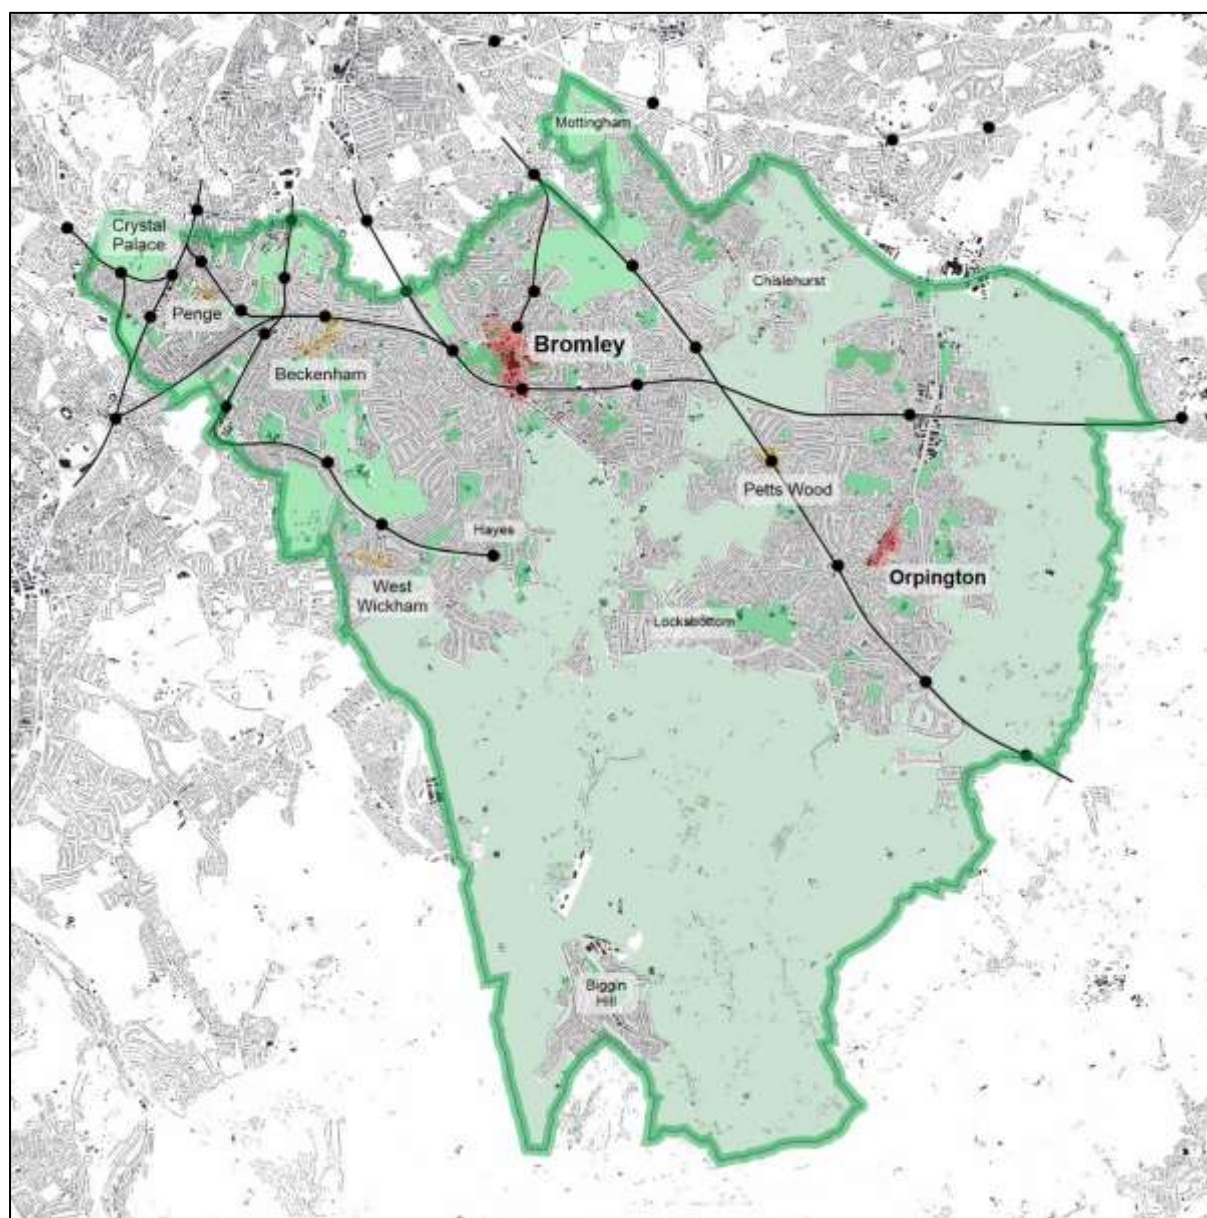 Mottingham
Crystal
Palace
Chislehurst
Penge
Bromley
Beckenham
Petts Wood
Hayes
Orpington
West
Wickham
Locksbottom
Biggin
Hill